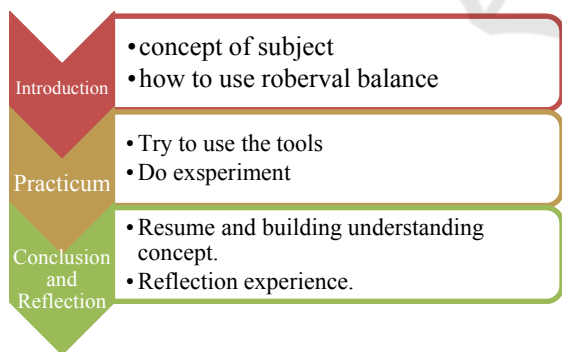 Introduction
• concept of subject
• how to use roberval balance
Practicum
• Try to use the tools
• Do exsperiment
Conclusion
and
Reflection
• Resume and building understanding
concept.
• Reflection experience.